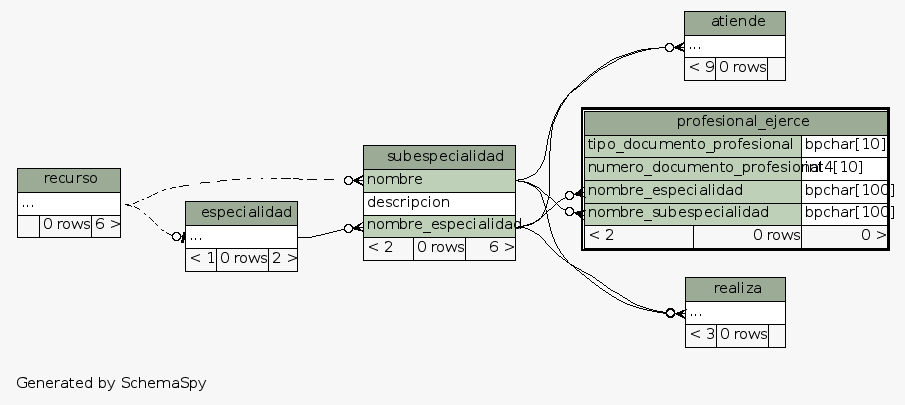 atiende
...
< 9 0 rows
profesional_ejerce
tipo_documento_profesional bpchar[10]
numero_documento_profesional int4[10]
nombre_especialidad bpchar[100]
nombre_subespecialidad bpchar[100]
< 2 0 rows 0 >
subespecialidad
nombre
descripcion
nombre_especialidad
< 2 0 rows 6 >
recurso
...
0 rows 6 >
especialidad
...
< 1 0 rows 2 >
realiza
...
< 3 0 rows
Generated by SchemaSpy